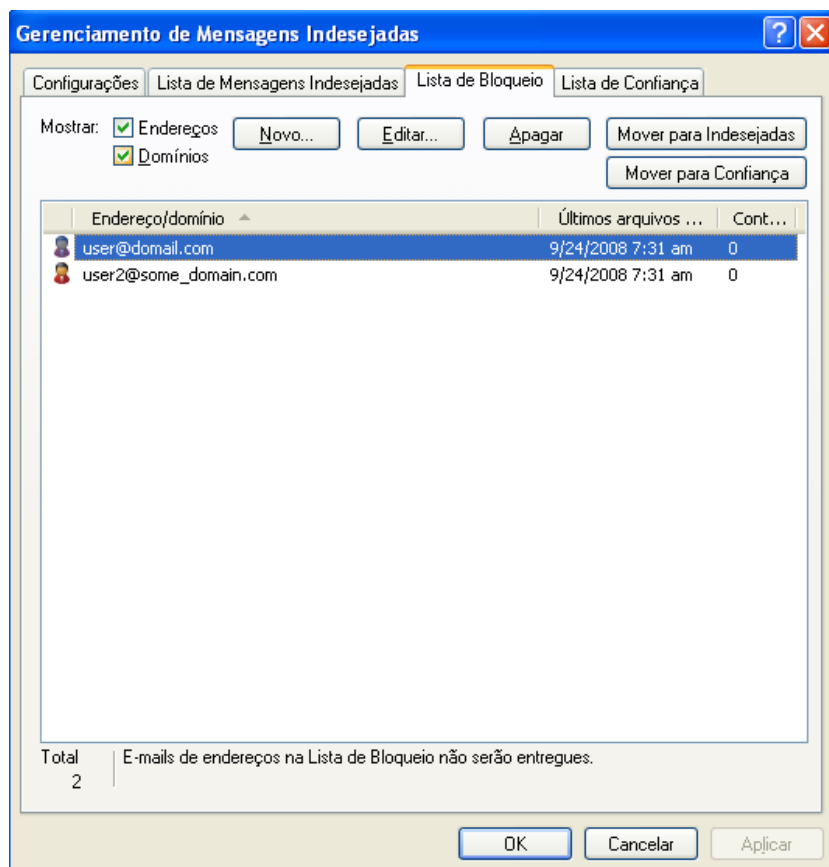 Gerenciamento de Mensagens Indesejadas
Configurações Lista de Mensagens Indesejadas Lista de Bloqueio Lista de Confiança
Mostrar: Endereços Novo... Editar... Apagar Mover para Indesejadas
Domínios
Mover para Confiança
Endereço/domínio Últimos arquivos ... Cont...
user@domail.com 9/24/2008 7:31 am 0
user2@some_domain.com 9/24/2008 7:31 am 0
Total E-mails de endereços na Lista de Bloqueio não serão entregues.
2
OK Cancelar Aplicar